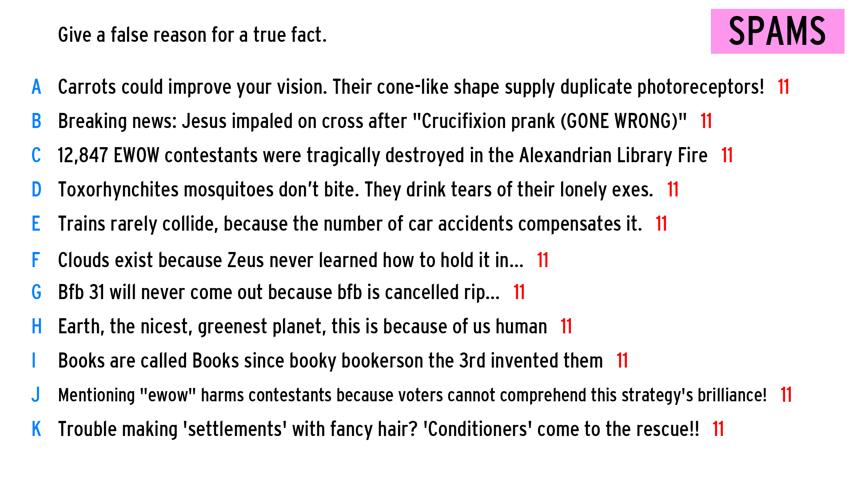 Give a false reason for a true fact.
SPAMS
A Carrots could improve your vision. Their cone-like shape supply duplicate photoreceptors! 11
B Breaking news: Jesus impaled on cross after "Crucifixion prank (GONE WRONG)" 11
C 12,847 EWOW contestants were tragically destroyed in the Alexandrian Library Fire 11
D Toxorhynchites mosquitoes don't bite. They drink tears of their lonely exes. 11
E Trains rarely collide, because the number of car accidents compensates it. 11
F Clouds exist because Zeus never learned how to hold it in... 11
G Bfb 31 will never come out because bfb is cancelled rip... 11
H Earth, the nicest, greenest planet, this is because of us human 11
I Books are called Books since booky bookerson the 3rd invented them 11
J Mentioning "ewow" harms contestants because voters cannot comprehend this strategy's brilliance! 11
K Trouble making 'settlements' with fancy hair? 'Conditioners' come to the rescue!! 11